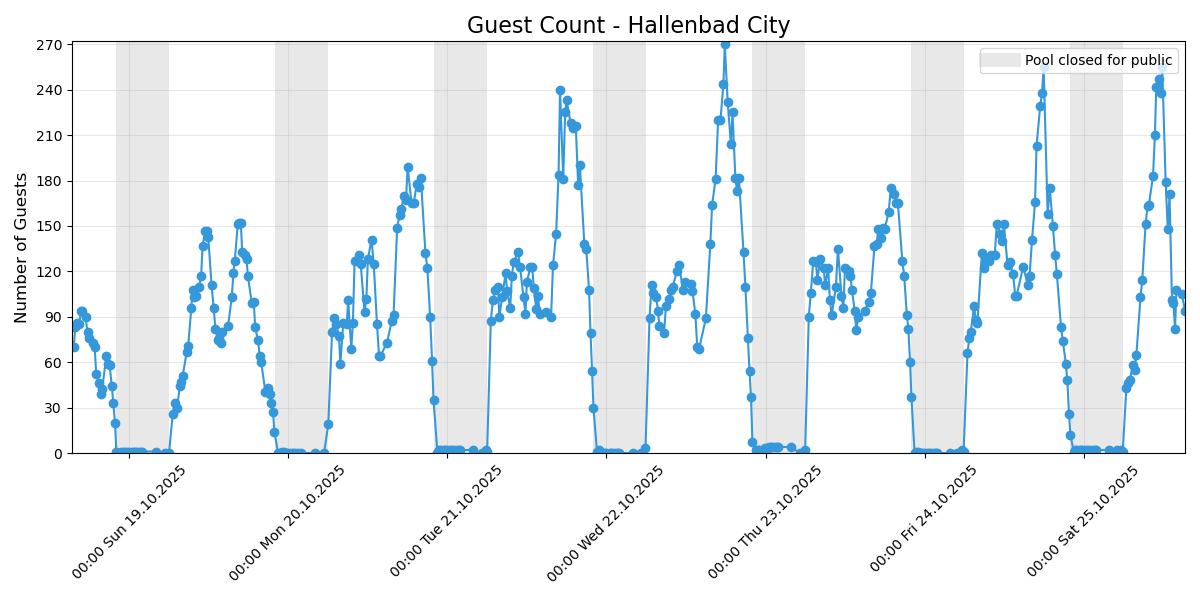 Guest Count - Hallenbad City
Number of Guests
270
240
210
180
150
120
90
60
30
0
Pool closed for public
00:00 Sun 19.10.2025
00:00 Mon 20.10.2025
00:00 Tue 21.10.2025
00:00 Wed 22.10.2025
00:00 Thu 23.10.2025
00:00 Fri 24.10.2025
00:00 Sat 25.10.2025